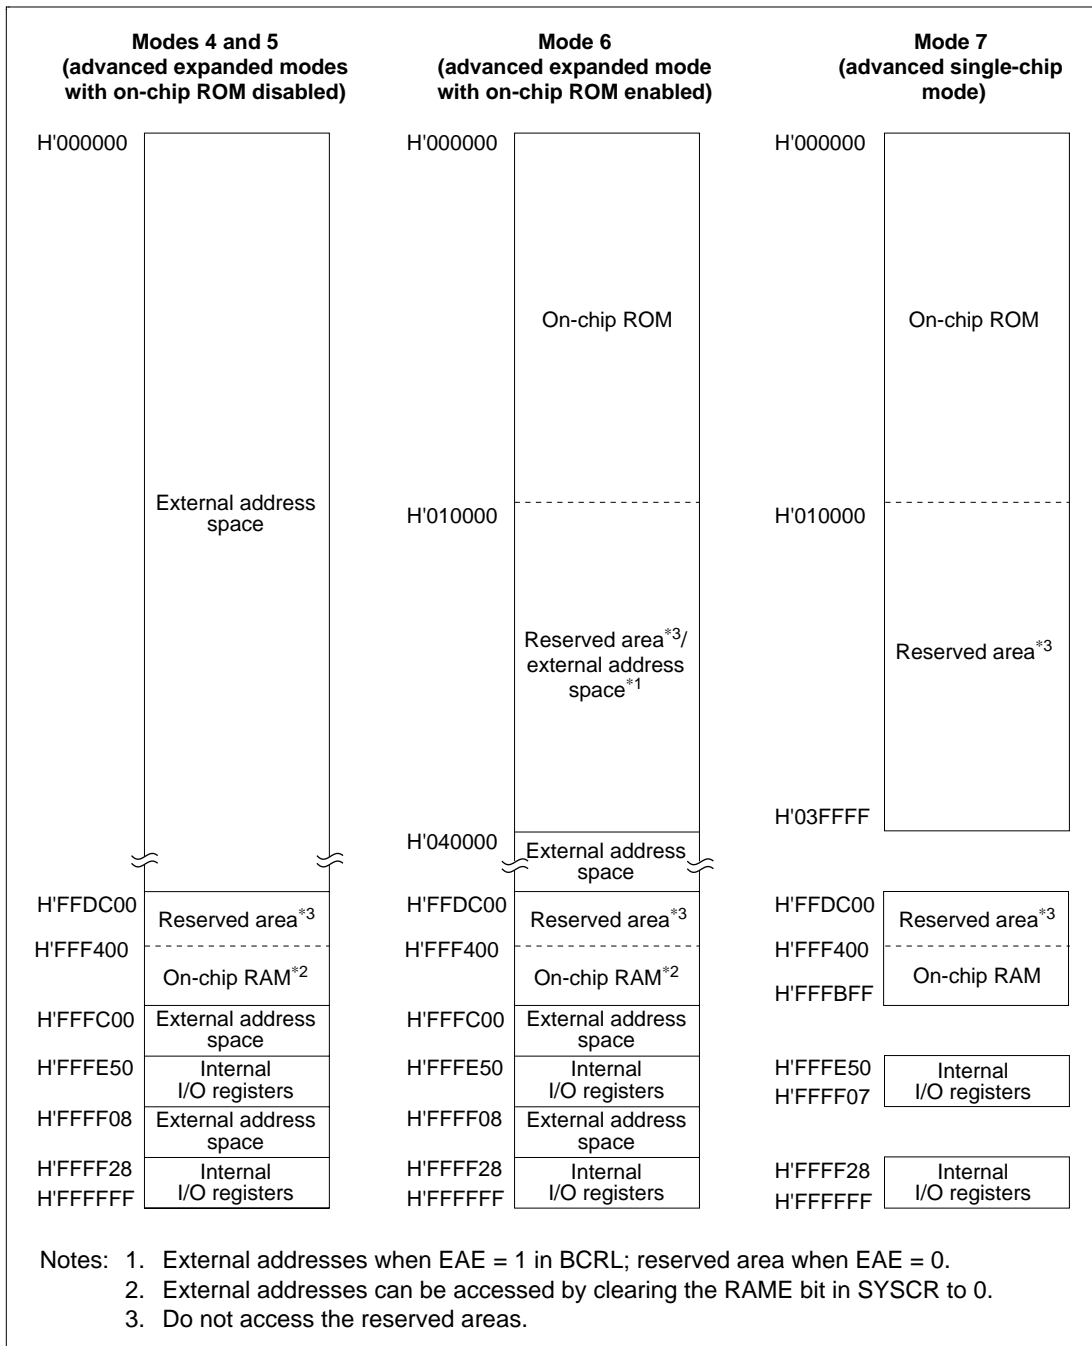 Modes 4 and 5
(advanced expanded modes
with on-chip ROM disabled)
H'000000
External address
space
H'FFDC00
Reserved area*3
H'FFF400
On-chip RAM*2
H'FFFC00
External address
space
H'FFFE50
Internal
I/O registers
H'FFFF08
External address
space
H'FFFF28
Internal
I/O registers
H'FFFFFF
Mode 6
(advanced expanded mode
with on-chip ROM enabled)
H'000000
On-chip ROM
H'010000
Reserved area*3/
external address
space*1
H'040000
External address
space
H'FFDC00
Reserved area*3
H'FFF400
On-chip RAM*2
H'FFFC00
External address
space
H'FFFE50
Internal
I/O registers
H'FFFF08
External address
space
H'FFFF28
Internal
I/O registers
H'FFFFFF
Mode 7
(advanced single-chip
mode)
H'000000
On-chip ROM
H'010000
Reserved area*3
H'03FFFF
H'FFDC00
Reserved area*3
H'FFF400
On-chip RAM
H'FFFBFF
H'FFFE50
Internal
I/O registers
H'FFFF07
H'FFFF28
Internal
I/O registers
H'FFFFFF
Notes: 1. External addresses when EAE = 1 in BCRL; reserved area when EAE = 0.
2. External addresses can be accessed by clearing the RAME bit in SYSCR to 0.
3. Do not access the reserved areas.